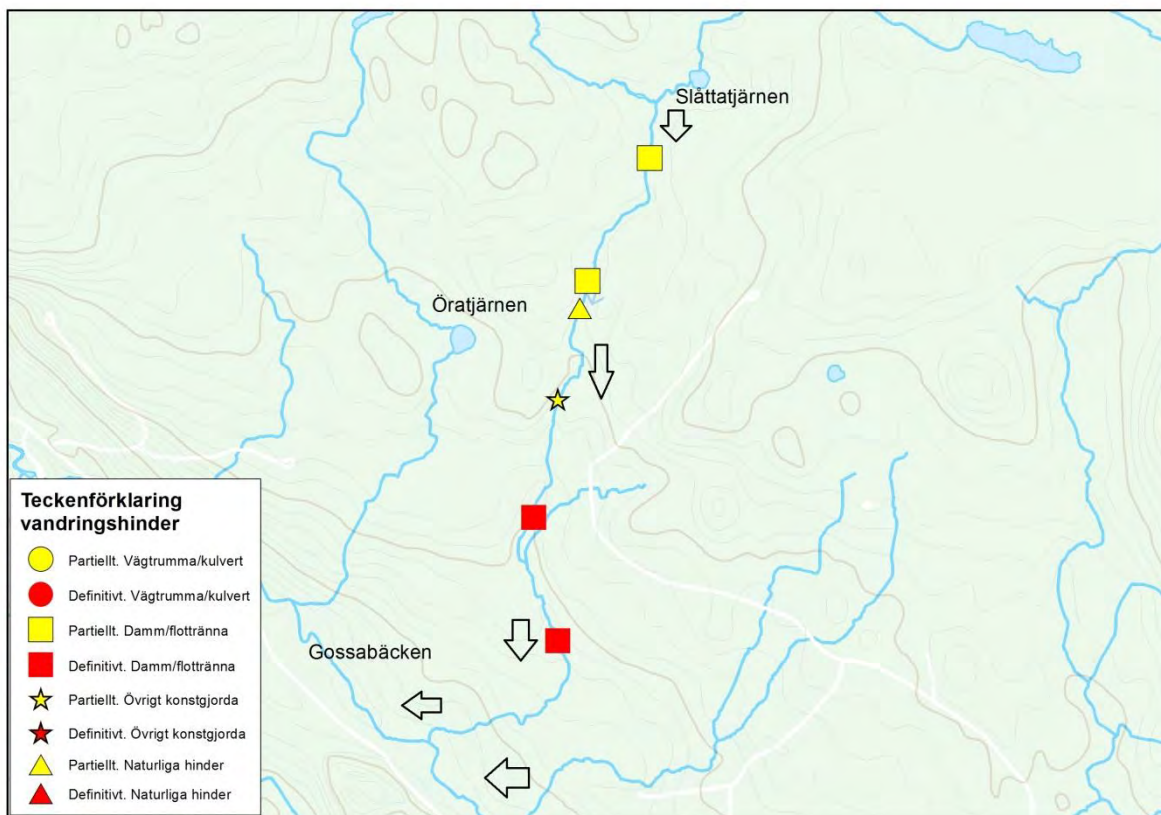 Slåttatjärnen
Öratjärnen
Gossabäcken
Teckenförklaring
vandringshinder
Partiellt. Vägtrumma/kulvert
Definitivt. Vägtrumma/kulvert
Partiellt. Damm/flottränna
Definitivt. Damm/flottränna
Partiellt. Övrigt konstgjorda
Definitivt. Övrigt konstgjorda
Partiellt. Naturliga hinder
Definitivt. Naturliga hinder